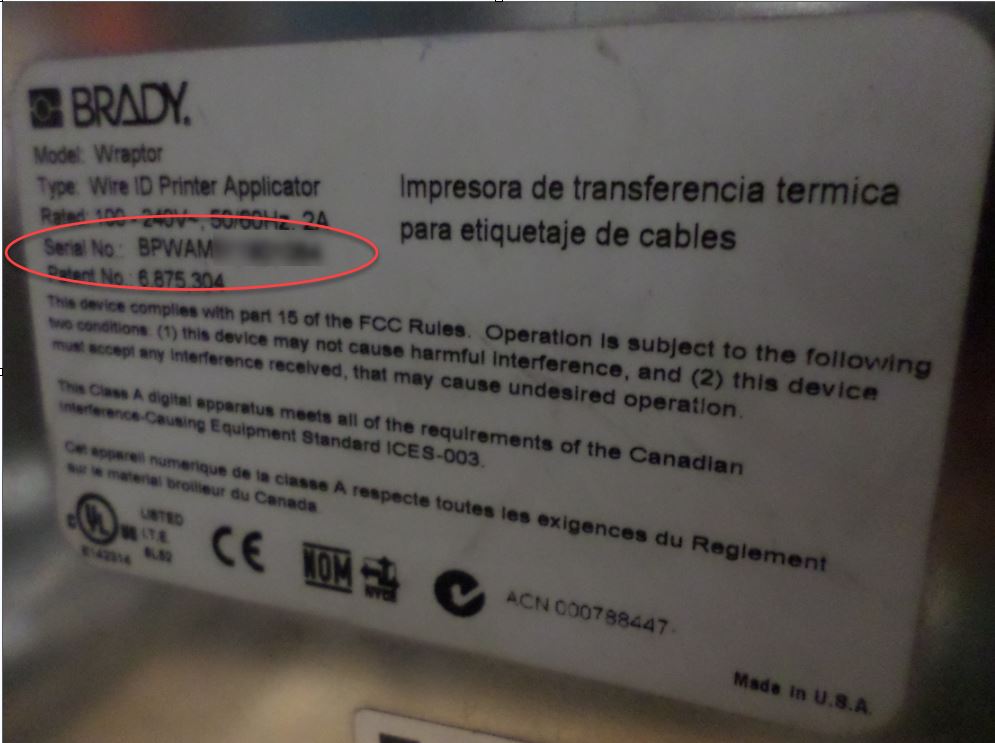 BRADY.
Model: Wraptor
Type: Wire ID Printer Applicator
Rated: 100 - 240V~, 50/60Hz. 2A
Serial No.: BPWAM
Patent No.: 6,875,304
Impresora de transferencia termica
para etiquetaje de cables
This device complies with part 15 of the FCC Rules. Operation is subject to the following
two conditions: (1) this device may not cause harmful interference, and (2) this device
must accept any interference received, that may cause undesired operation.
This Class A digital apparatus meets all of the requirements of the Canadian
Interference-Causing Equipment Standard ICES-003.
Cet appareil numerique de la classe A respecte toutes les exigences du Reglement
sur le material broilleur du Canada
c UL LISTED
I.T.E.
E142314
CE
NOM
NYCE
ACN 000788447
Made in U.S.A.